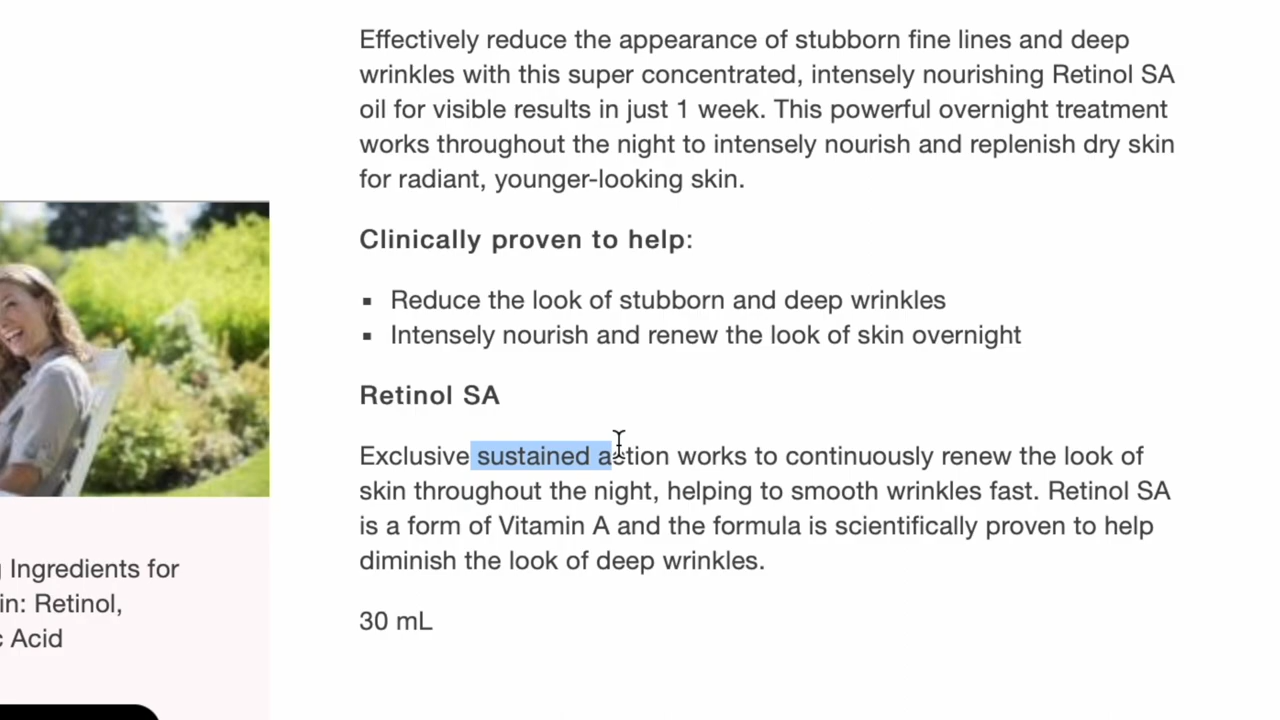 Effectively reduce the appearance of stubborn fine lines and deep
wrinkles with this super concentrated, intensely nourishing Retinol SA
oil for visible results in just 1 week. This powerful overnight treatment
works throughout the night to intensely nourish and replenish dry skin
for radiant, younger-looking skin.
Clinically proven to help:
▪ Reduce the look of stubborn and deep wrinkles
▪ Intensely nourish and renew the look of skin overnight
Retinol SA
Exclusive sustained action works to continuously renew the look of
skin throughout the night, helping to smooth wrinkles fast. Retinol SA
is a form of Vitamin A and the formula is scientifically proven to help
diminish the look of deep wrinkles.
30 mL
Ingredients for
in: Retinol,
Acid